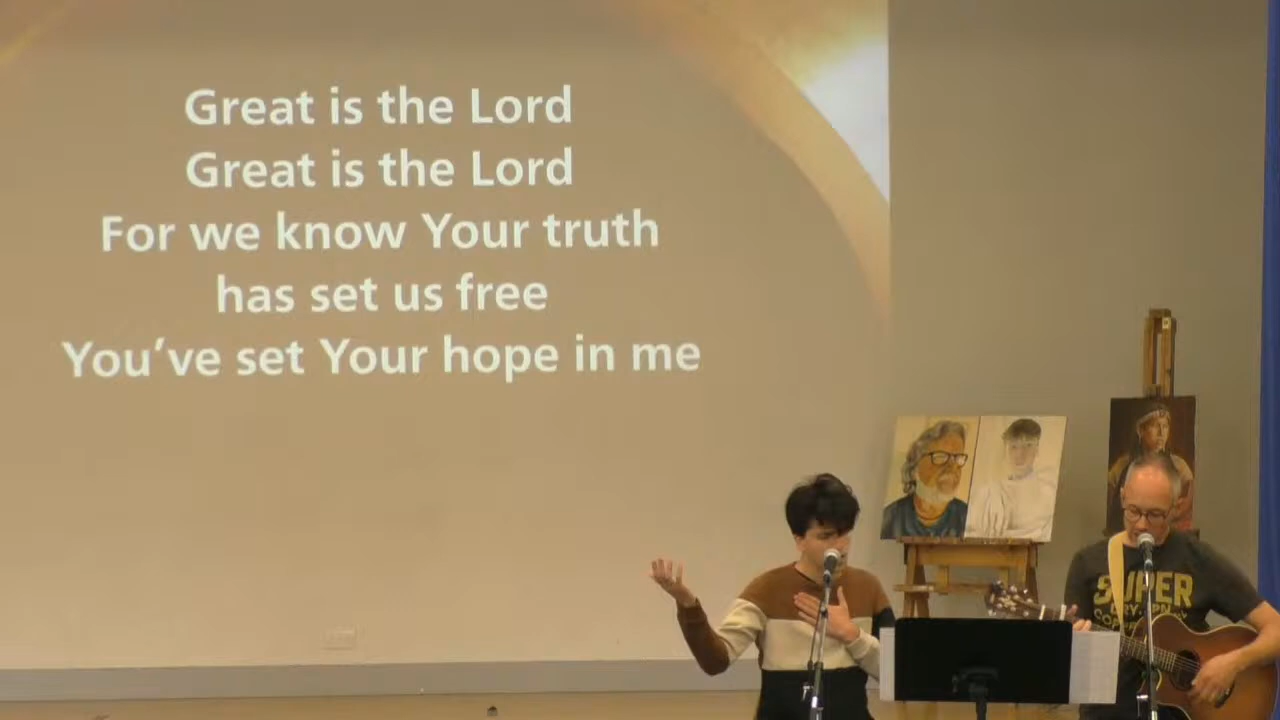 Great is the Lord
Great is the Lord
For we know Your truth
has set us free
You’ve set Your hope in me
SUPER